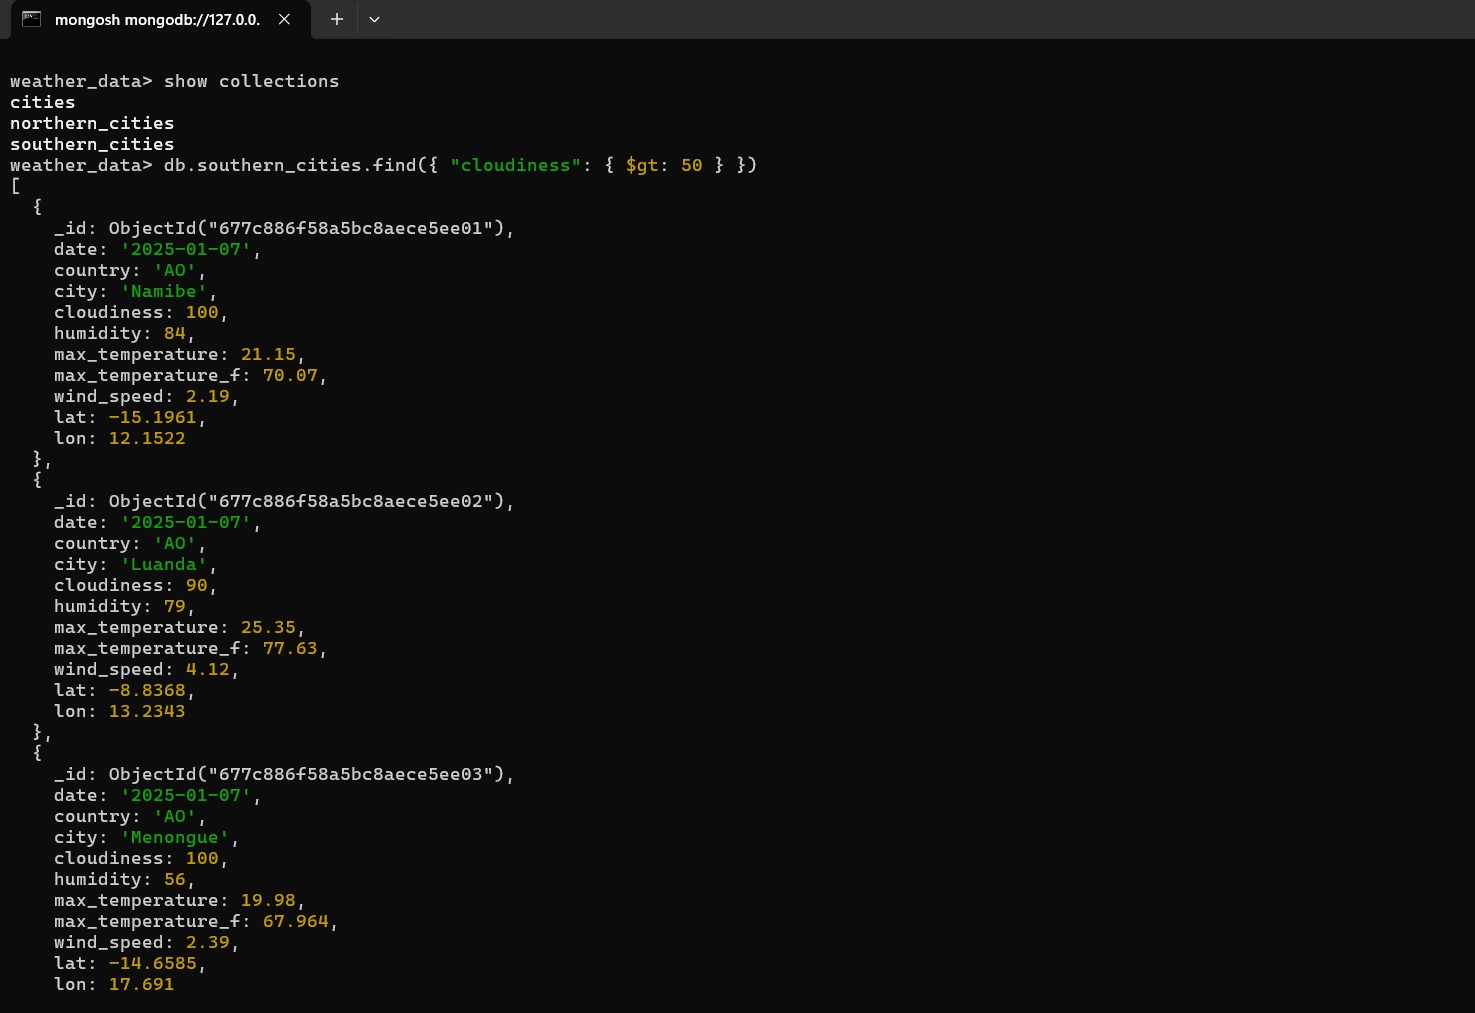 mongosh mongodb://127.0.0.
weather_data> show collections
cities
northern_cities
southern_cities
weather_data> db.southern_cities.find({ "cloudiness": { $gt: 50 } })
[
  {
    _id: ObjectId("677c886f58a5bc8aece5ee01"),
    date: '2025-01-07',
    country: 'AO',
    city: 'Namibe',
    cloudiness: 100,
    humidity: 84,
    max_temperature: 21.15,
    max_temperature_f: 70.07,
    wind_speed: 2.19,
    lat: -15.1961,
    lon: 12.1522
  },
  {
    _id: ObjectId("677c886f58a5bc8aece5ee02"),
    date: '2025-01-07',
    country: 'AO',
    city: 'Luanda',
    cloudiness: 90,
    humidity: 79,
    max_temperature: 25.35,
    max_temperature_f: 77.63,
    wind_speed: 4.12,
    lat: -8.8368,
    lon: 13.2343
  },
  {
    _id: ObjectId("677c886f58a5bc8aece5ee03"),
    date: '2025-01-07',
    country: 'AO',
    city: 'Menongue',
    cloudiness: 100,
    humidity: 56,
    max_temperature: 19.98,
    max_temperature_f: 67.964,
    wind_speed: 2.39,
    lat: -14.6585,
    lon: 17.691